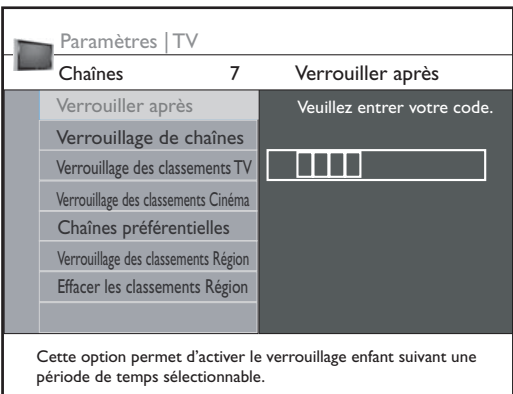 Paramètres | TV
Chaînes 7 Verrouiller après
Verrouiller après
Verrouillage de chaînes
Verrouillage des classements TV
Verrouillage des classements Cinéma
Chaînes préférentielles
Verrouillage des classements Région
Effacer les classements Région
Veuillez entrer votre code.
Cette option permet d'activer le verrouillage enfant suivant une
période de temps sélectionnable.